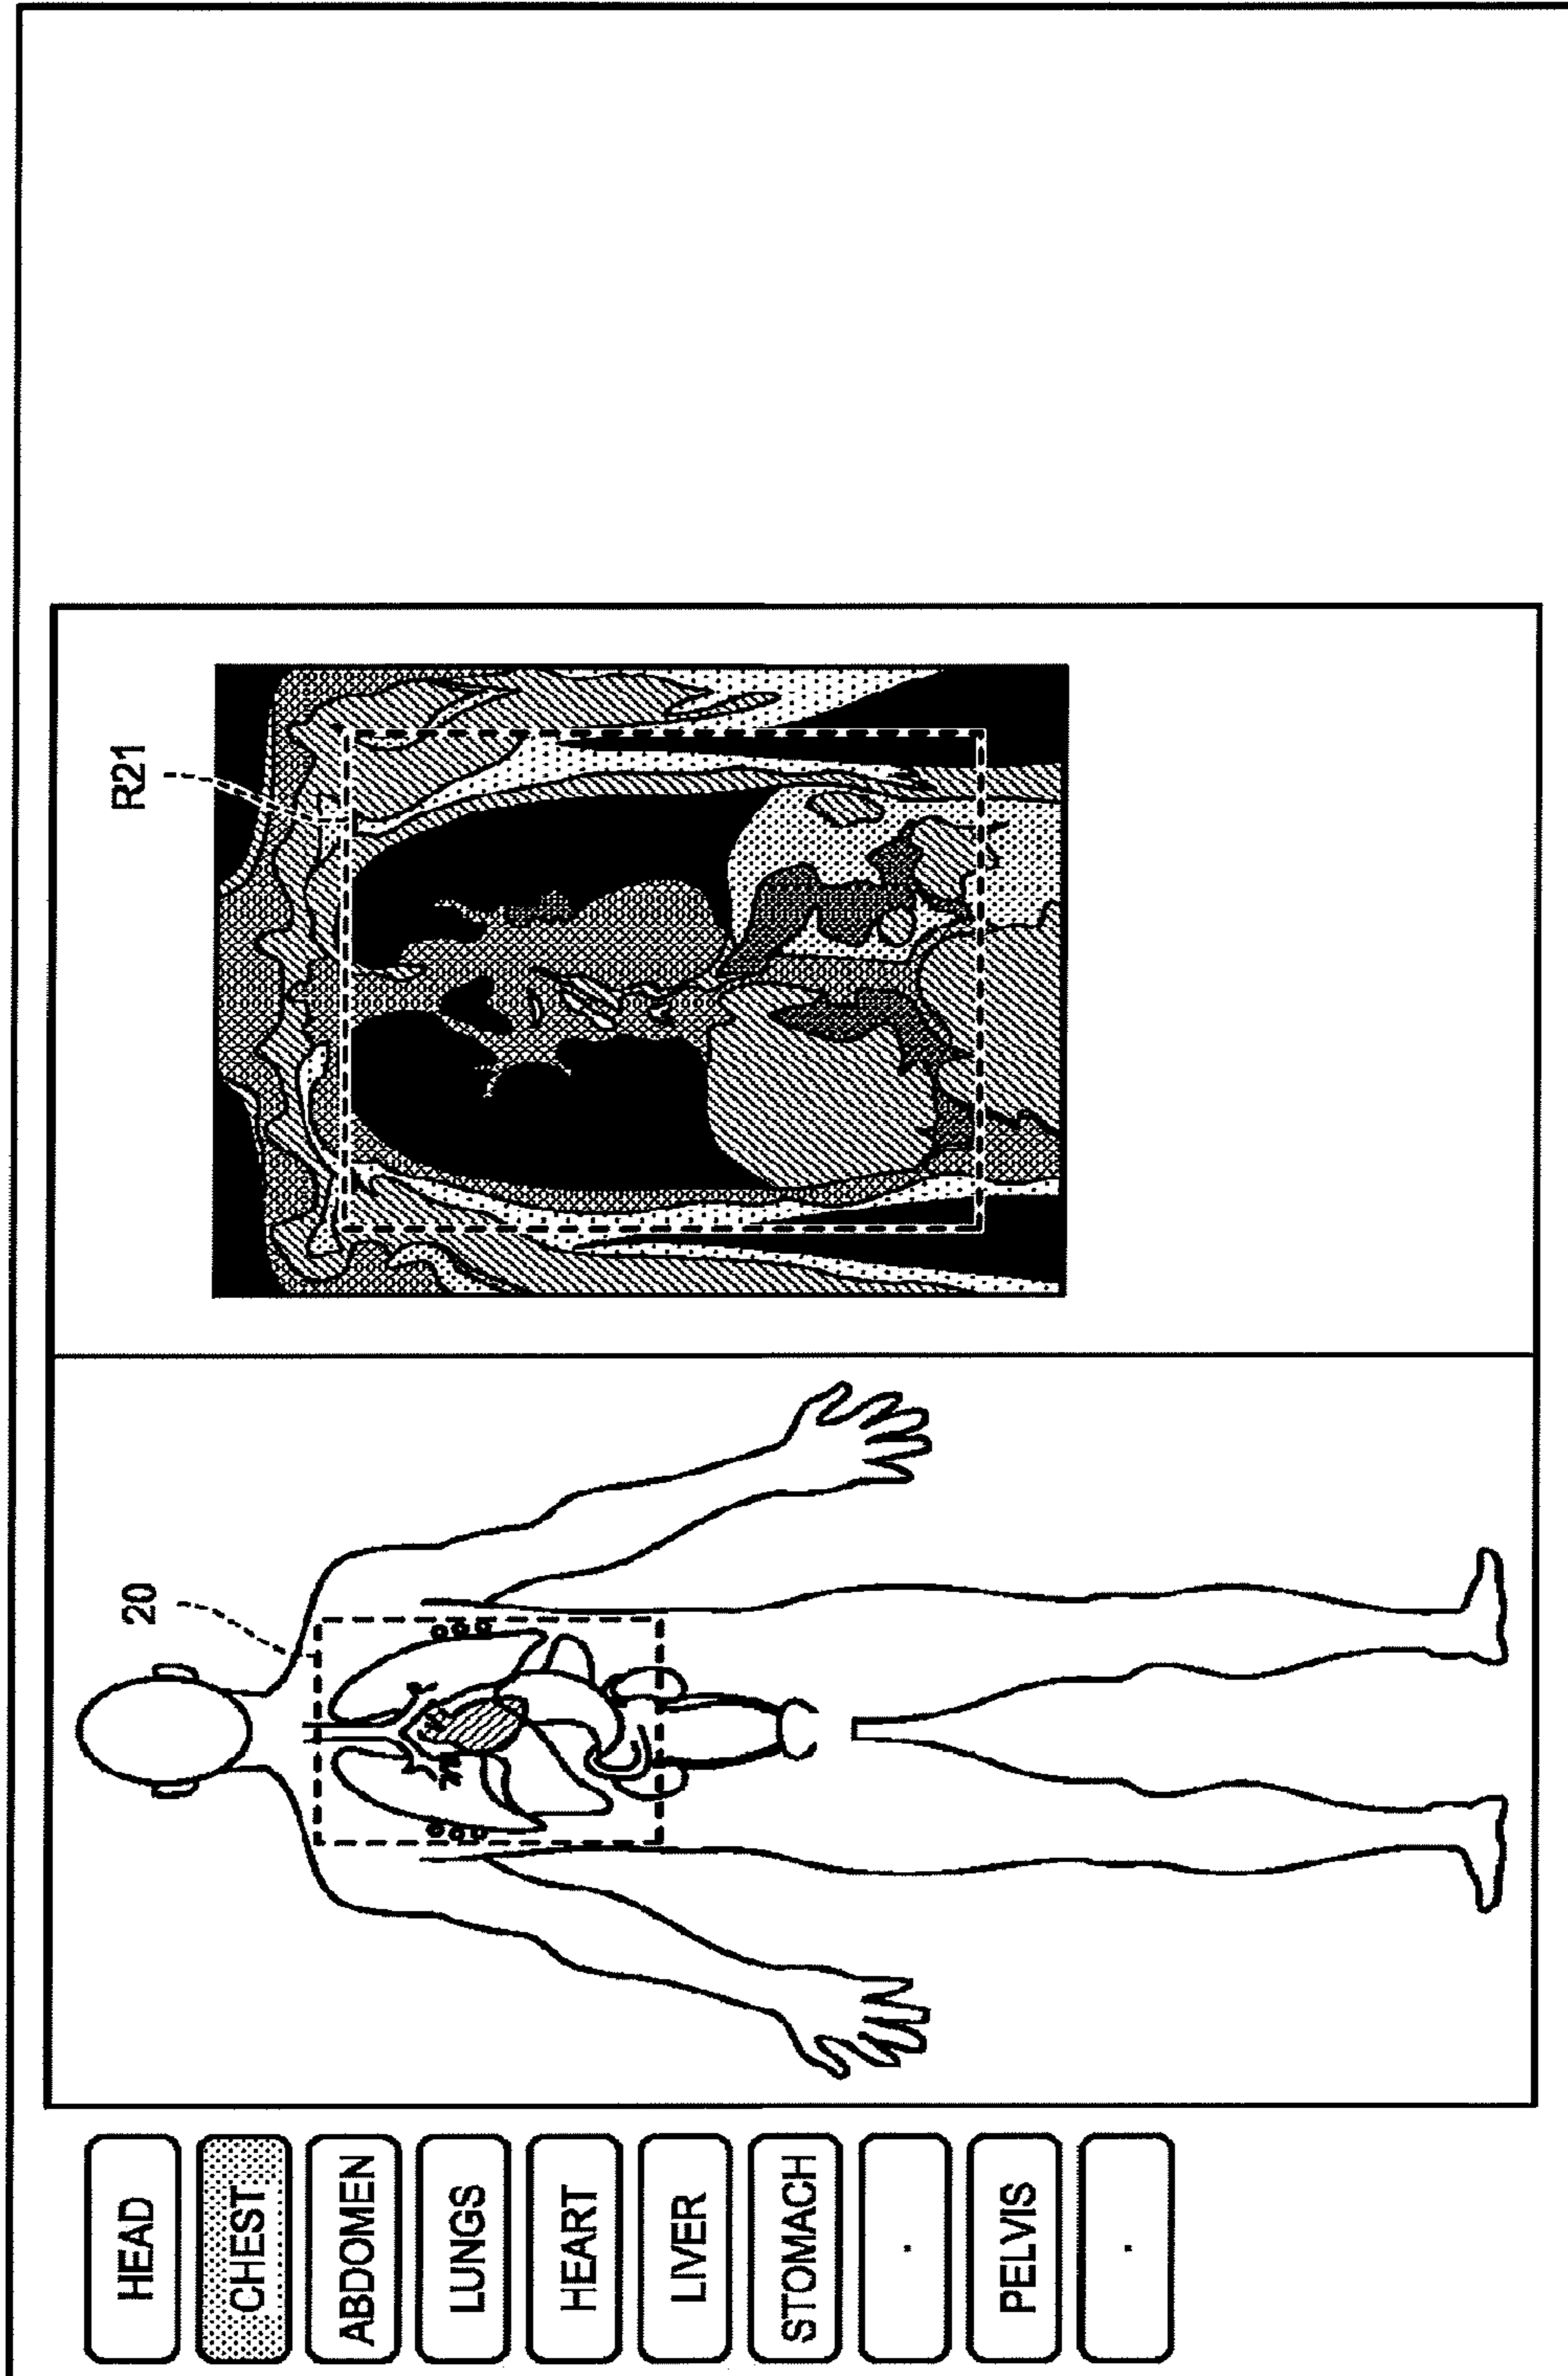 HEAD
CHEST
ABDOMEN
LUNGS
HEART
LIVER
STOMACH
.
PELVIS
.
20
R21